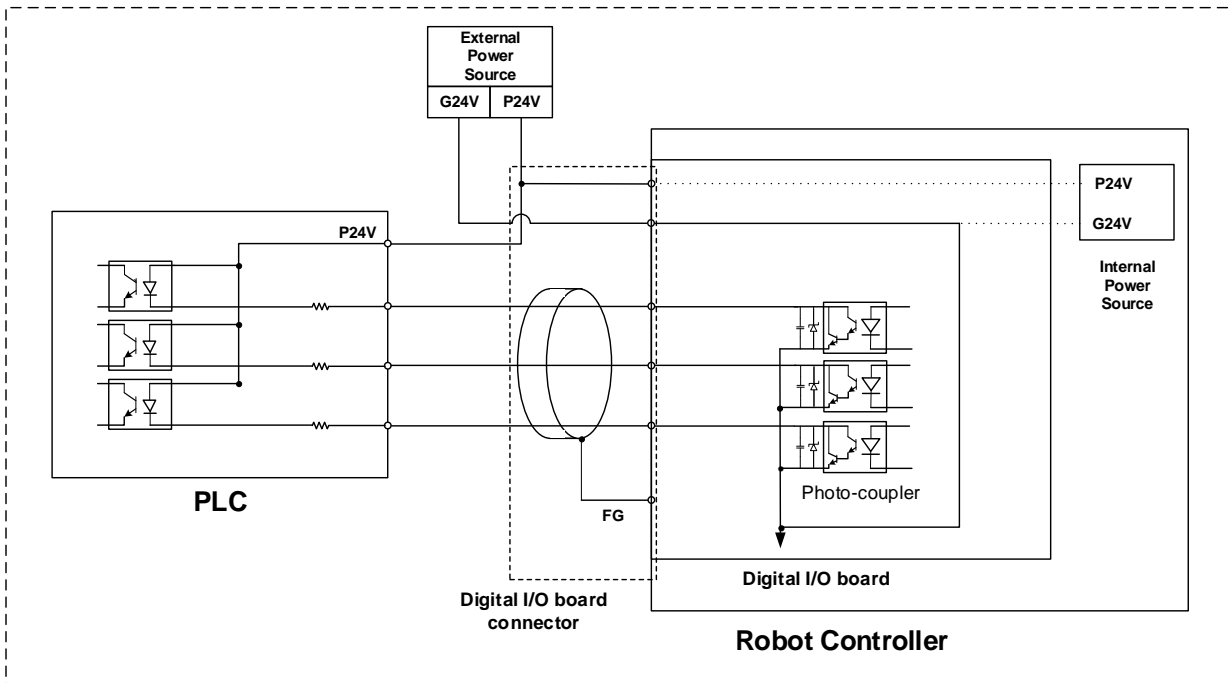 External
Power
Source
G24V P24V
P24V
G24V
Internal
Power
Source
P24V
PLC
FG
Photo-coupler
Digital I/O board
Digital I/O board
connector
Robot Controller